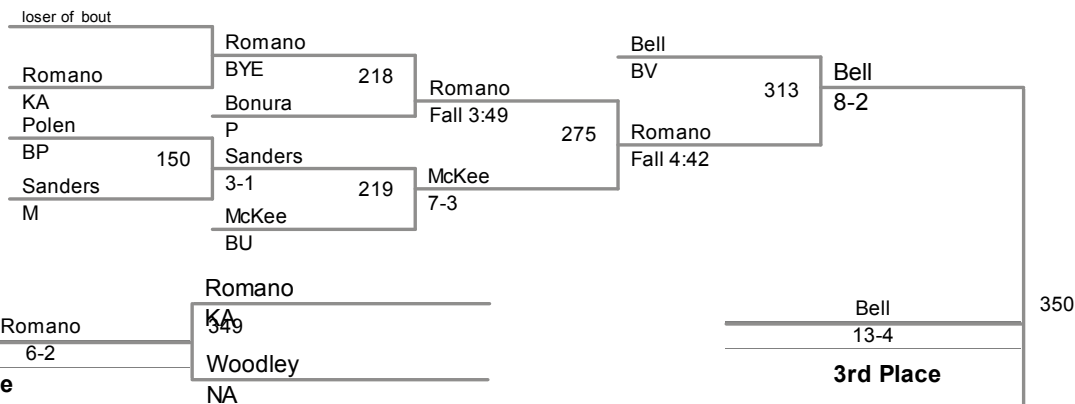 loser of bout
Romano
BYE
Bell
BV
Romano
KA
218
313
Bell
8-2
Bonura
P
Romano
Fall 3:49
Polen
BP
150
Sanders
3-1
275
Romano
Fall 4:42
Sanders
M
219
McKee
7-3
McKee
BU
Romano
KA
349
Romano
6-2
Woodley
NA
e
Bell
13-4
3rd Place
350